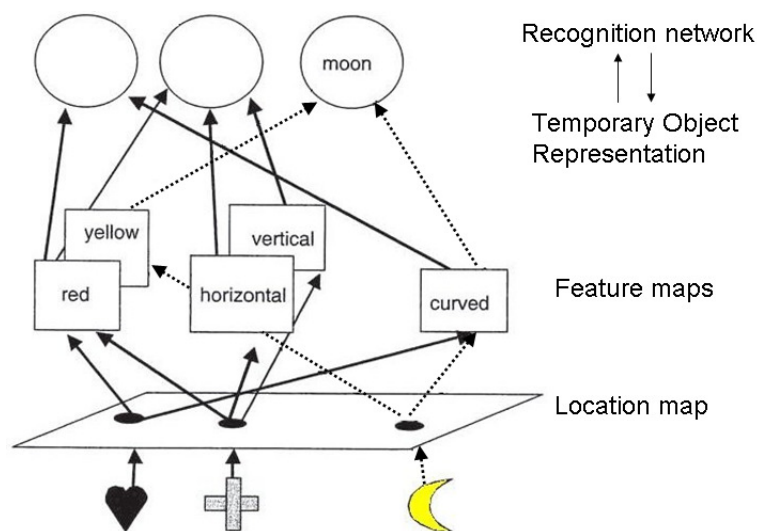 moon
Recognition network
Temporary Object
Representation
yellow
vertical
red
horizontal
curved
Feature maps
Location map